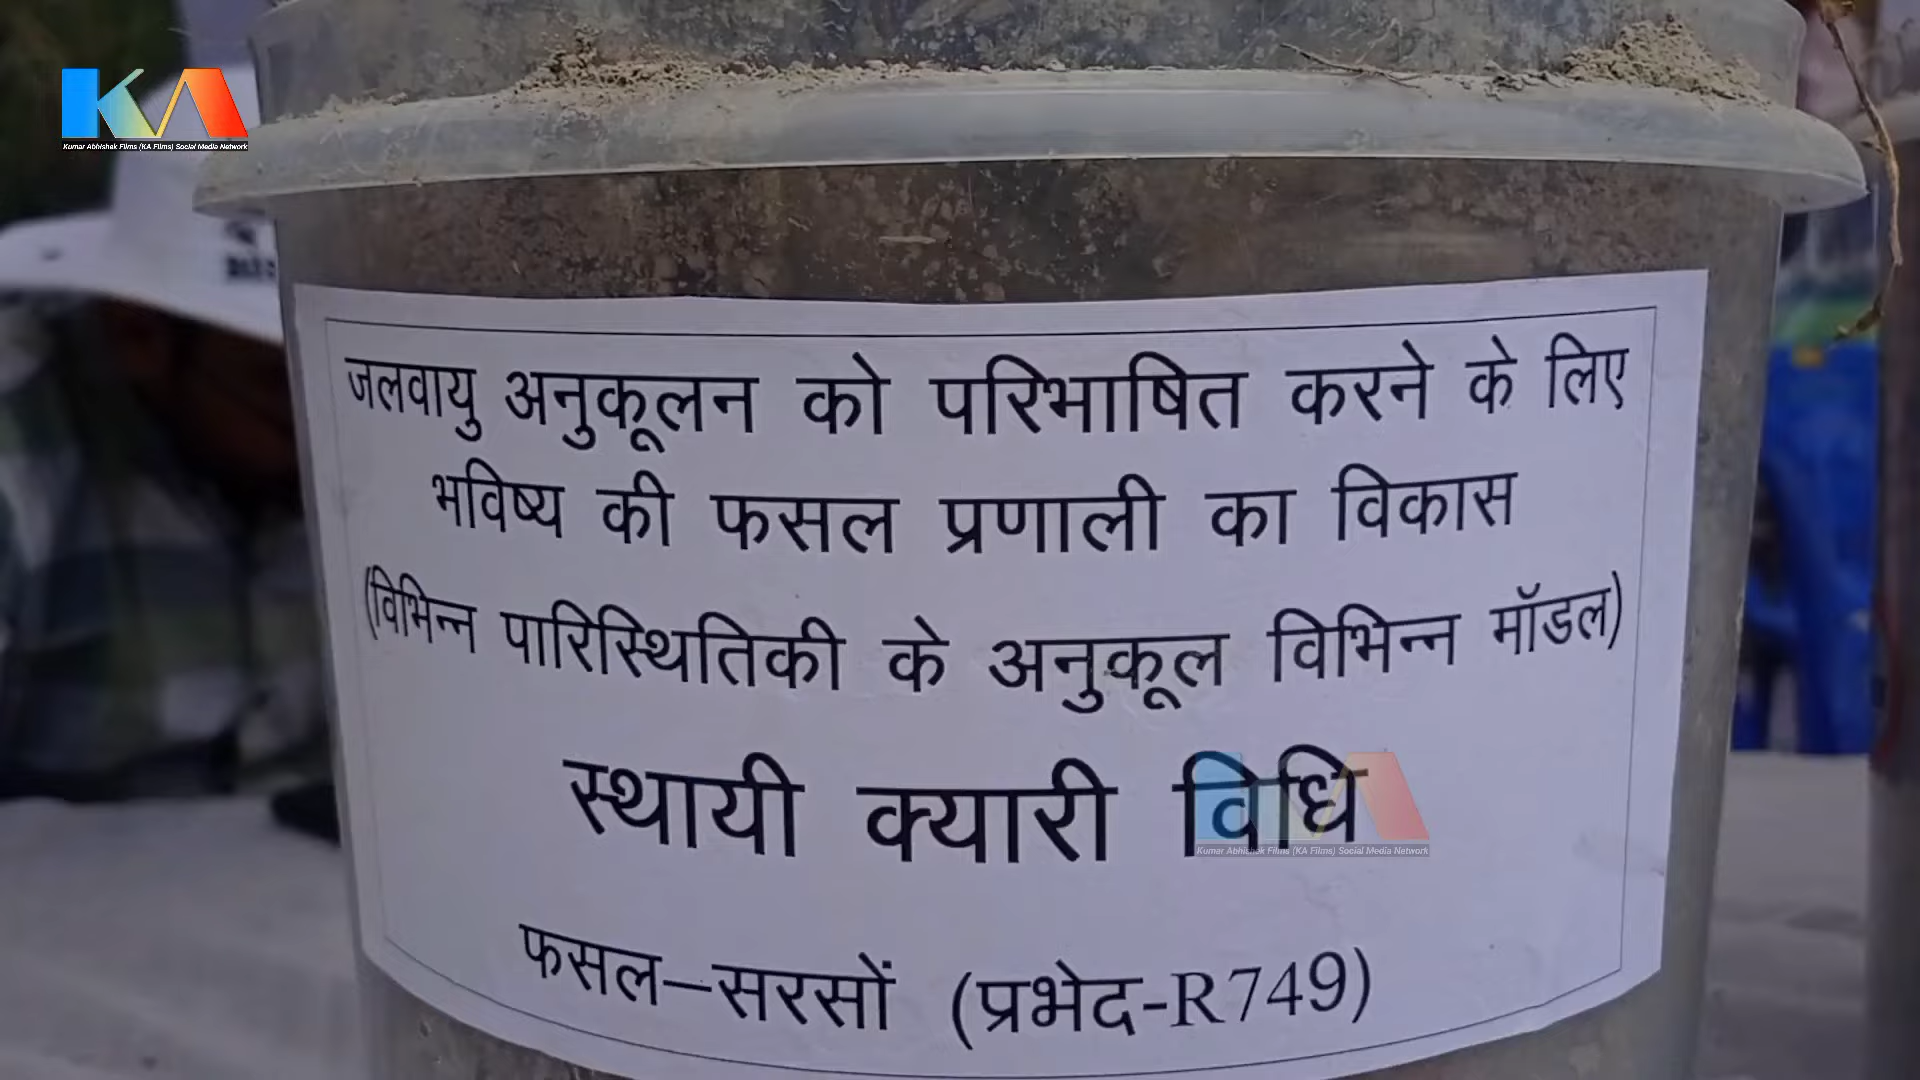 KA
Kumar Abhishek Films (KA Films) Social Media Network
जलवायु अनुकूलन को परिभाषित करने के लिए
भविष्य की फसल प्रणाली का विकास
(विभिन्न पारिस्थितिकी के अनुकूल विभिन्न मॉडल)
स्थायी क्यारी विधि
KA
Kumar Abhishek Films (KA Films) Social Media Network
फसल–सरसों (प्रभेद-R749)